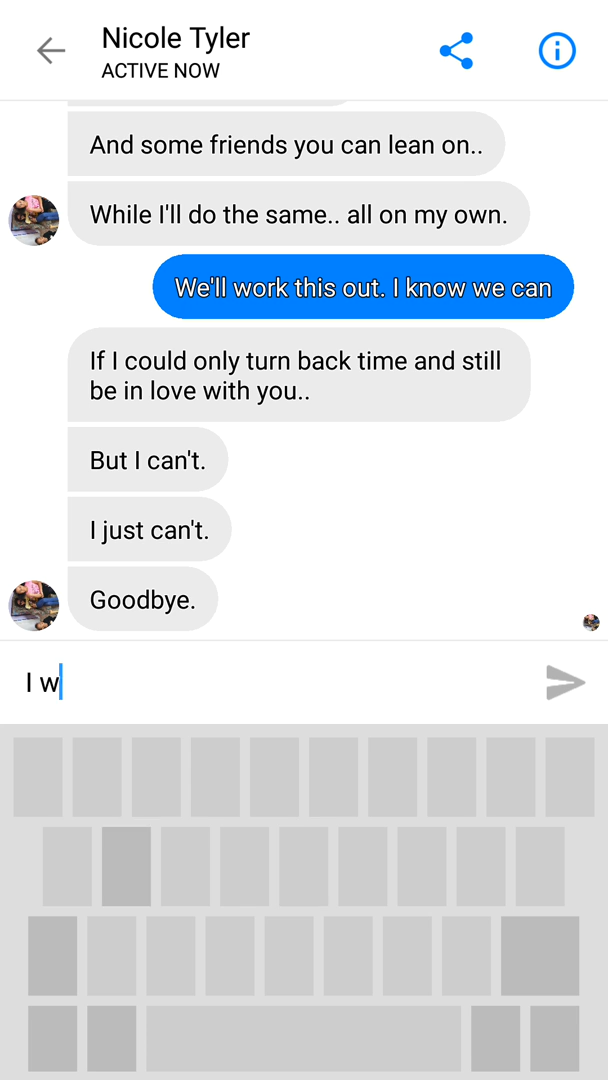 Nicole Tyler
ACTIVE NOW
And some friends you can lean on..
While I'll do the same.. all on my own.
We'll work this out. I know we can
If I could only turn back time and still
be in love with you..
But I can't.
I just can't.
Goodbye.
I w